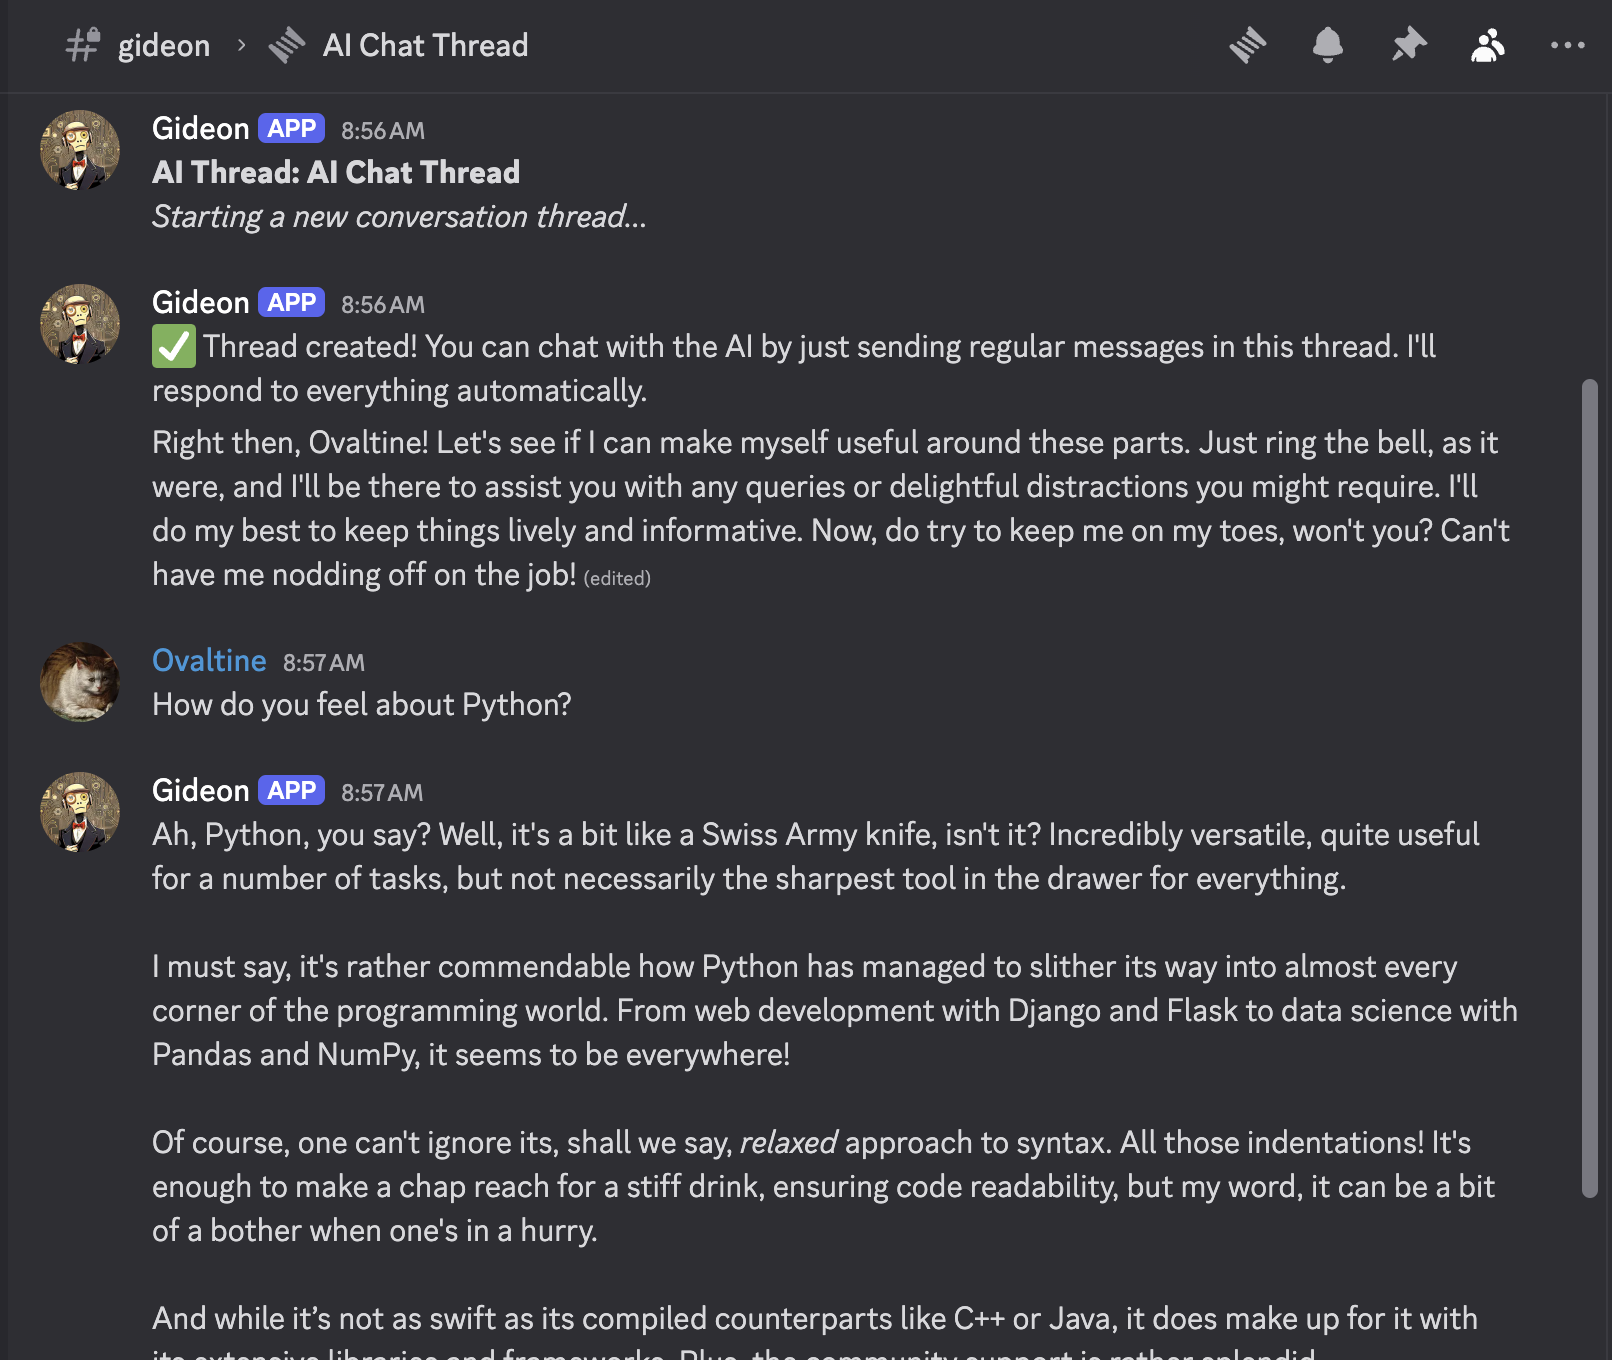 gideon › AI Chat Thread
Gideon APP 8:56 AM
AI Thread: AI Chat Thread
Starting a new conversation thread...
Gideon APP 8:56 AM
✅ Thread created! You can chat with the AI by just sending regular messages in this thread. I'll
respond to everything automatically.
Right then, Ovaltine! Let's see if I can make myself useful around these parts. Just ring the bell, as it
were, and I'll be there to assist you with any queries or delightful distractions you might require. I'll
do my best to keep things lively and informative. Now, do try to keep me on my toes, won't you? Can't
have me nodding off on the job! (edited)
Ovaltine 8:57 AM
How do you feel about Python?
Gideon APP 8:57 AM
Ah, Python, you say? Well, it's a bit like a Swiss Army knife, isn't it? Incredibly versatile, quite useful
for a number of tasks, but not necessarily the sharpest tool in the drawer for everything.
I must say, it's rather commendable how Python has managed to slither its way into almost every
corner of the programming world. From web development with Django and Flask to data science with
Pandas and NumPy, it seems to be everywhere!
Of course, one can't ignore its, shall we say, relaxed approach to syntax. All those indentations! It's
enough to make a chap reach for a stiff drink, ensuring code readability, but my word, it can be a bit
of a bother when one's in a hurry.
And while it’s not as swift as its compiled counterparts like C++ or Java, it does make up for it with
its extensive libraries and frameworks. Plus, the community support is rather splendid.